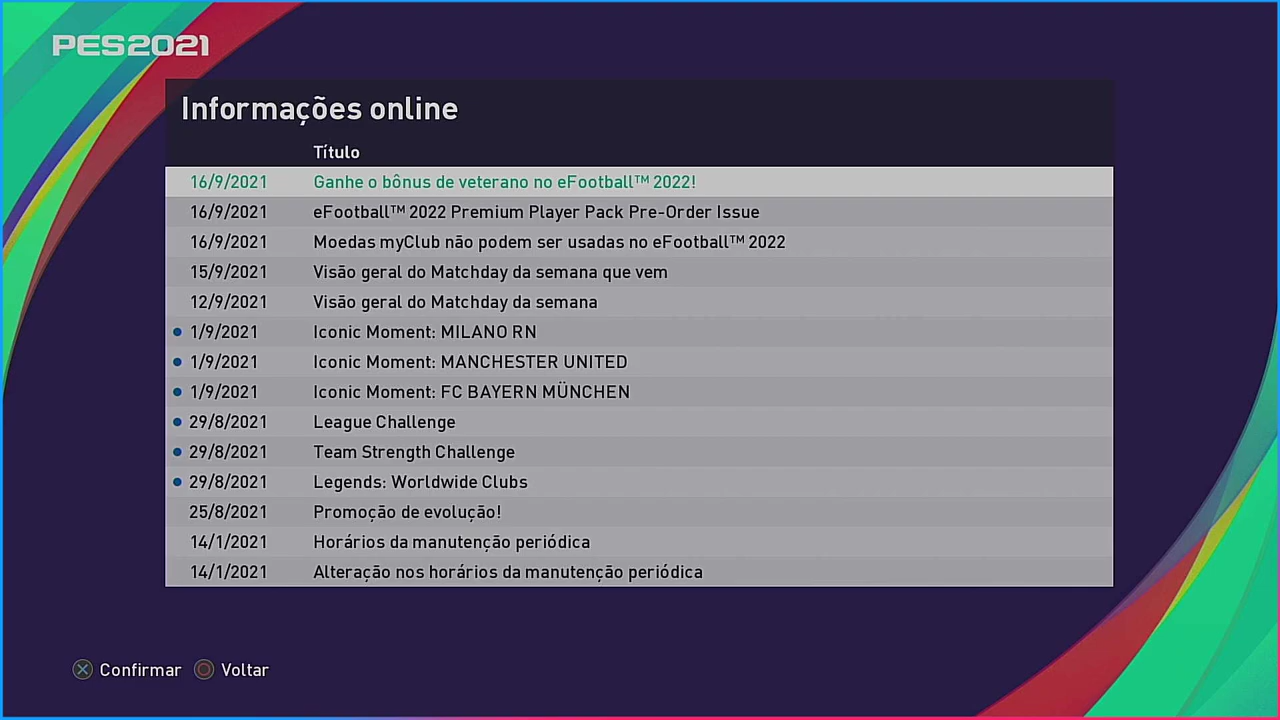 PES2021
Informações online
Título
16/9/2021 Ganhe o bônus de veterano no eFootball™ 2022!
16/9/2021 eFootball™ 2022 Premium Player Pack Pre-Order Issue
16/9/2021 Moedas myClub não podem ser usadas no eFootball™ 2022
15/9/2021 Visão geral do Matchday da semana que vem
12/9/2021 Visão geral do Matchday da semana
1/9/2021 Iconic Moment: MILANO RN
1/9/2021 Iconic Moment: MANCHESTER UNITED
1/9/2021 Iconic Moment: FC BAYERN MÜNCHEN
29/8/2021 League Challenge
29/8/2021 Team Strength Challenge
29/8/2021 Legends: Worldwide Clubs
25/8/2021 Promoção de evolução!
14/1/2021 Horários da manutenção periódica
14/1/2021 Alteração nos horários da manutenção periódica
Confirmar Voltar